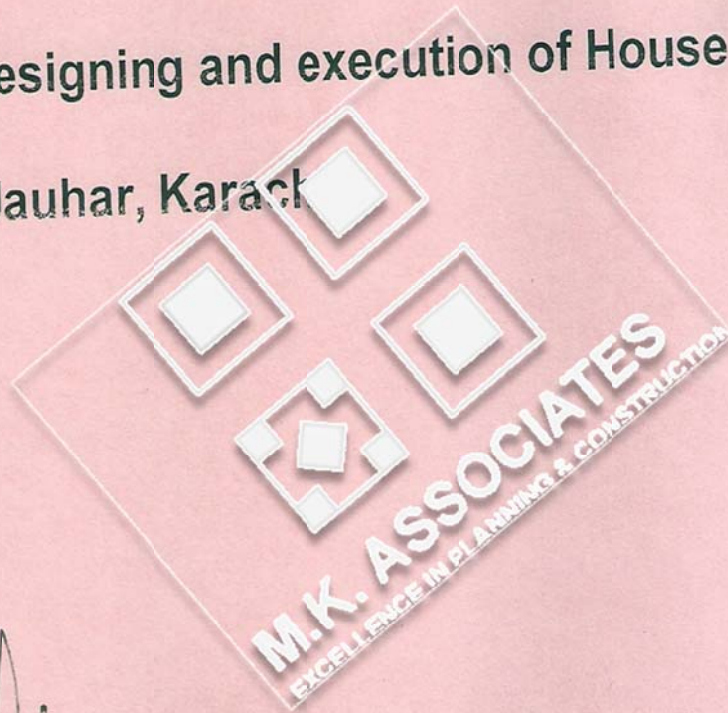 esigning and execution of House
Jauhar, Karach
M.K. ASSOCIATES
EXCELLENCE IN PLANNING & CONSTRUCTION